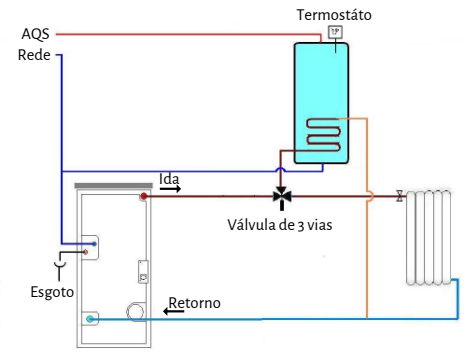 Termostáto
AQS
Rede
Ida
Válvula de 3 vias
Esgoto
Retorno